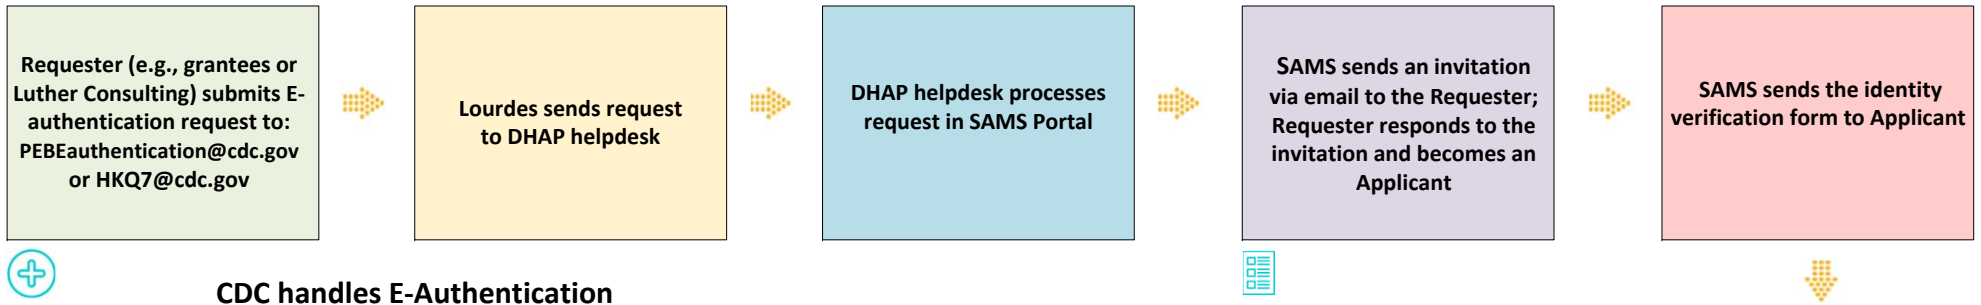 Requester (e.g., grantees or
Luther Consulting) submits E-
authentication request to:
PEBEauthentication@cdc.gov
or HKQ7@cdc.gov
Lourdes sends request
to DHAP helpdesk
DHAP helpdesk processes
request in SAMS Portal
SAMS sends an invitation
via email to the Requester;
Requester responds to the
invitation and becomes an
Applicant
SAMS sends the identity
verification form to Applicant
CDC handles E-Authentication